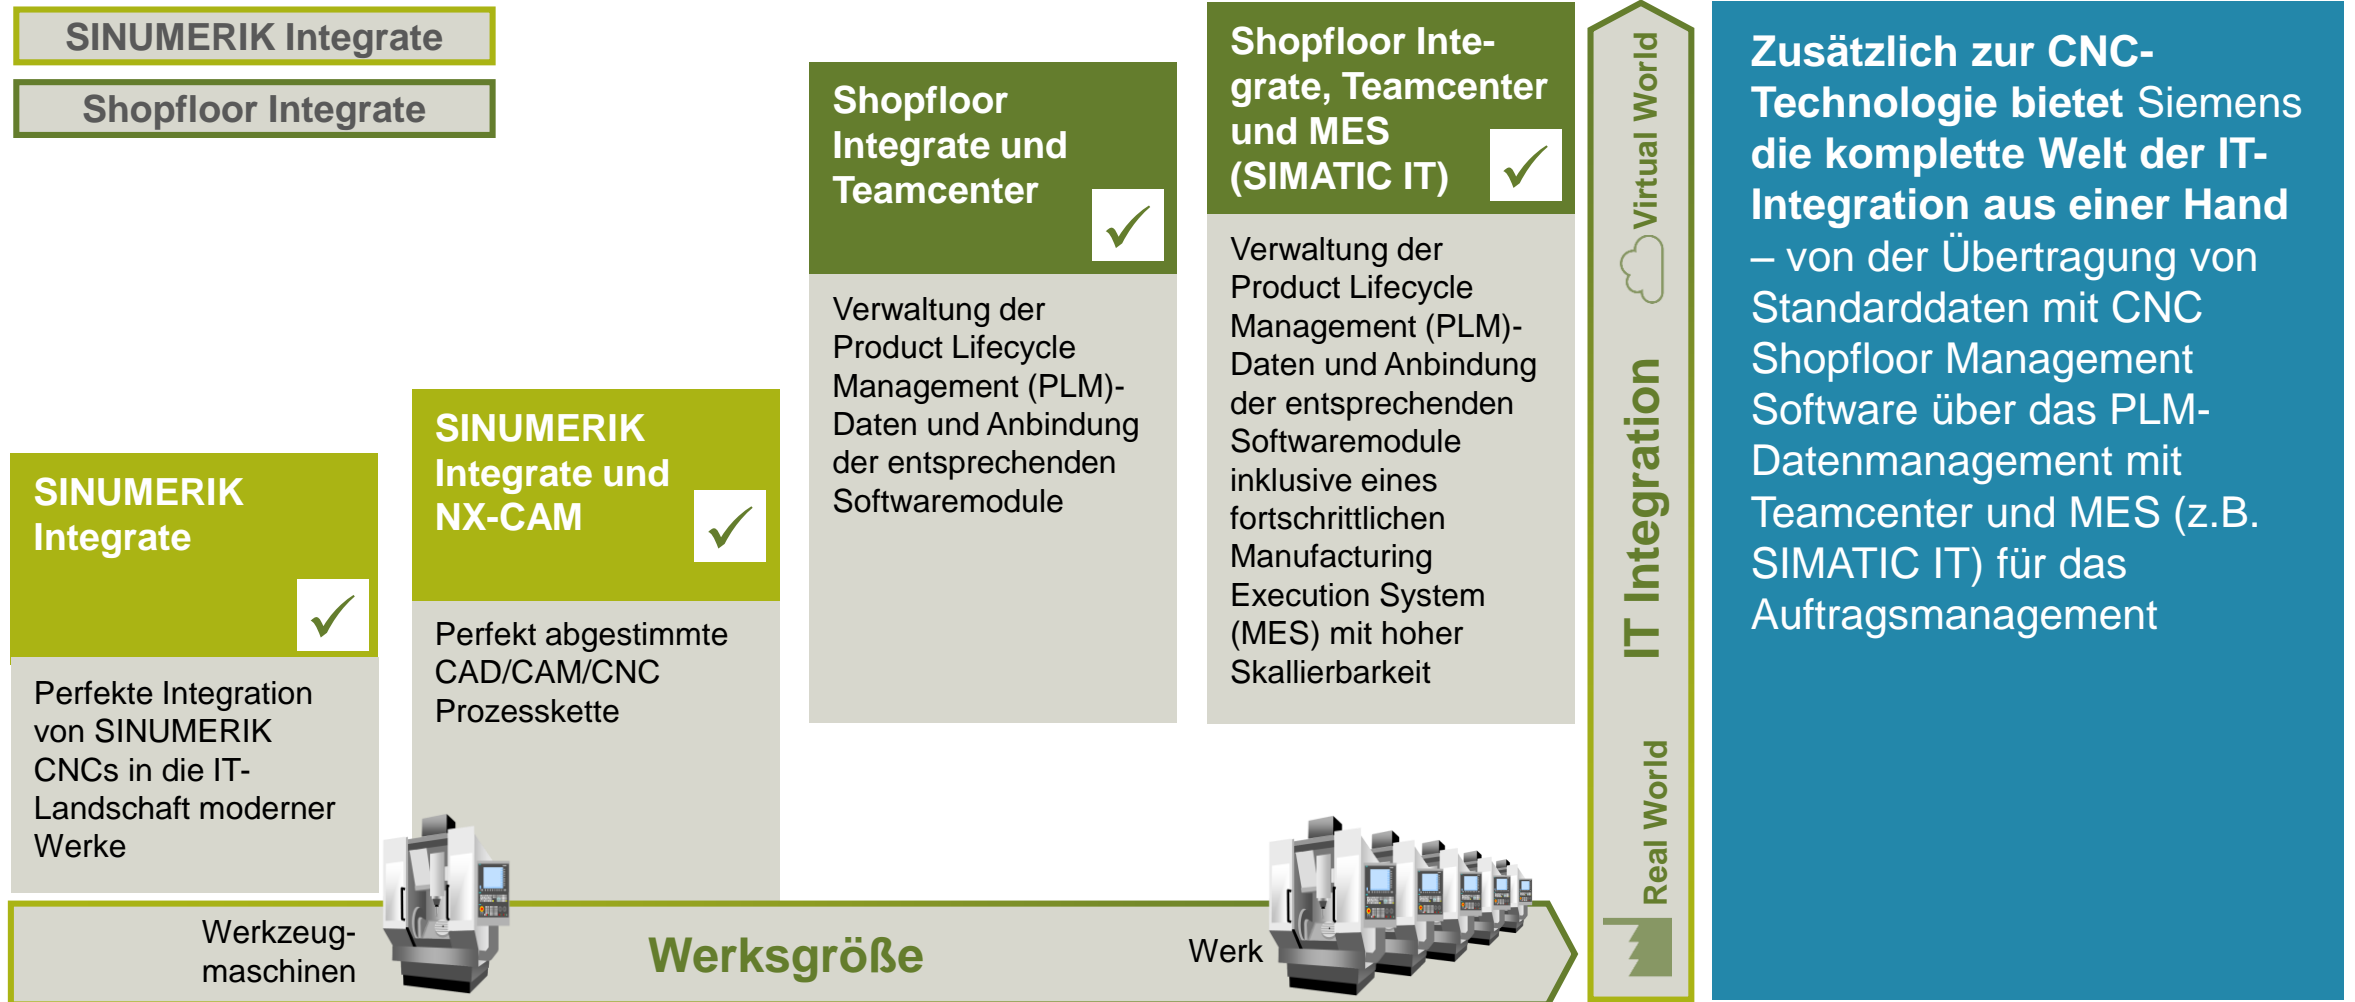 SINUMERIK Integrate
Shopfloor Integrate
SINUMERIK
Integrate
Perfekte Integration
von SINUMERIK
CNCs in die IT-
Landschaft moderner
Werke
SINUMERIK
Integrate und
NX-CAM
Perfekt abgestimmte
CAD/CAM/CNC
Prozesskette
Shopfloor
Integrate und
Teamcenter
Verwaltung der
Product Lifecycle
Management (PLM)-
Daten und Anbindung
der entsprechenden
Softwaremodule
Shopfloor Inte-
grate, Teamcenter
und MES
(SIMATIC IT)
Verwaltung der
Product Lifecycle
Management (PLM)-
Daten und Anbindung
der entsprechenden
Softwaremodule
inklusive eines
fortschrittlichen
Manufacturing
Execution System
(MES) mit hoher
Skallierbarkeit
Werkzeug-
maschinen
Werksgröße
Werk
Real World
IT Integration
Virtual World
Zusätzlich zur CNC-
Technologie bietet Siemens
die komplette Welt der IT-
Integration aus einer Hand
– von der Übertragung von
Standarddaten mit CNC
Shopfloor Management
Software über das PLM-
Datenmanagement mit
Teamcenter und MES (z.B.
SIMATIC IT) für das
Auftragsmanagement